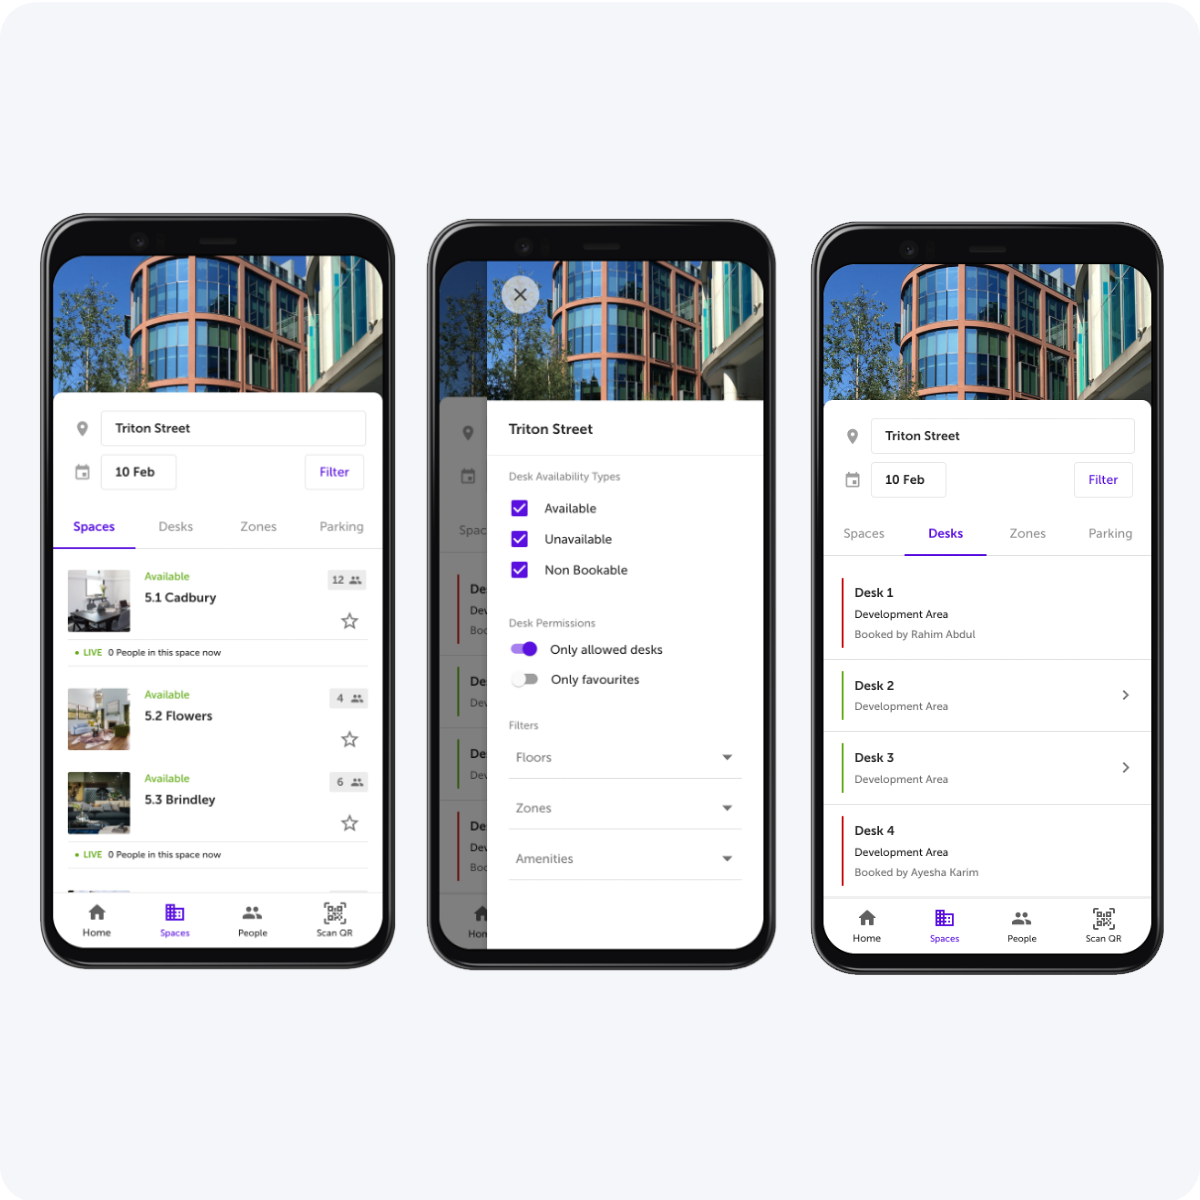 Triton Street
10 Feb
Filter
Spaces
Desks
Zones
Parking
Available
12
5.1 Cadbury
• LIVE 0 People in this space now
Available
4
5.2 Flowers
Available
6
5.3 Brindley
• LIVE 0 People in this space now
Home
Spaces
People
Scan QR
Triton Street
Desk Availability Types
Available
Unavailable
Non Bookable
Desk Permissions
Only allowed desks
Only favourites
Filters
Floors
Zones
Amenities
Spac
Des
Dev
Boo
Des
Dev
Des
Dev
Des
Dev
Boo
Hom
Triton Street
10 Feb
Filter
Spaces
Desks
Zones
Parking
Desk 1
Development Area
Booked by Rahim Abdul
Desk 2
Development Area
Desk 3
Development Area
Desk 4
Development Area
Booked by Ayesha Karim
Home
Spaces
People
Scan QR